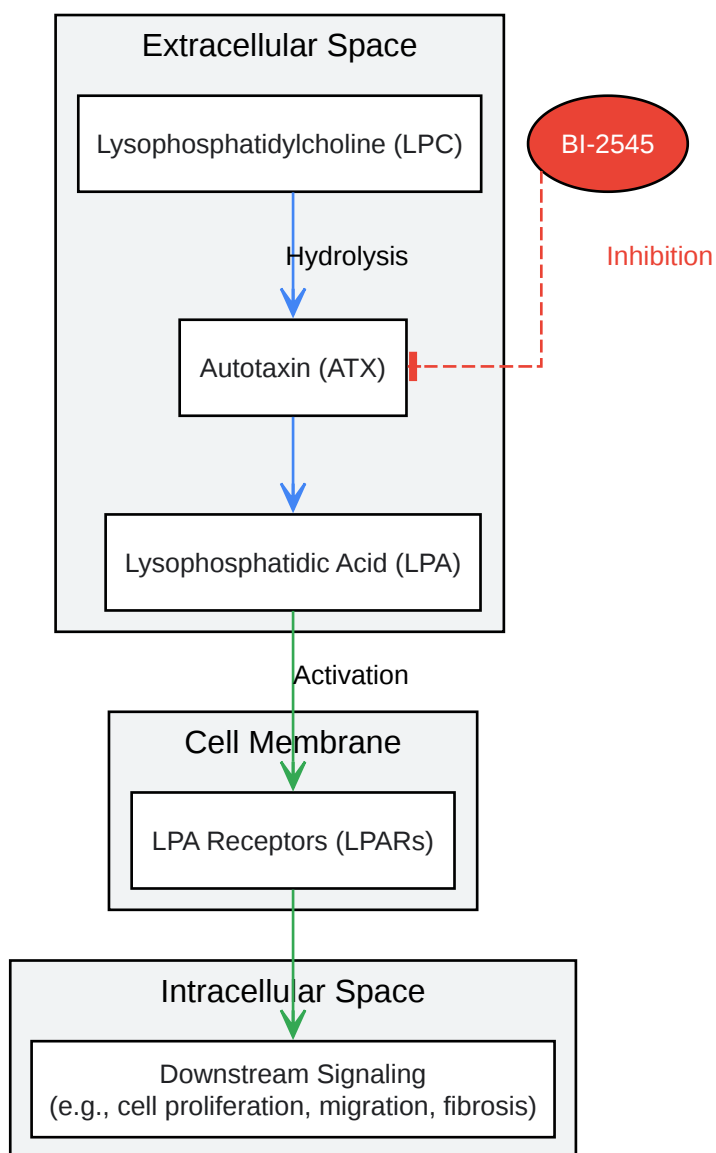 Extracellular Space
Lysophosphatidylcholine (LPC)
BI-2545
Hydrolysis
Inhibition
Autotaxin (ATX)
Lysophosphatidic Acid (LPA)
Activation
Cell Membrane
LPA Receptors (LPARs)
Intracellular Space
Downstream Signaling
(e.g., cell proliferation, migration, fibrosis)